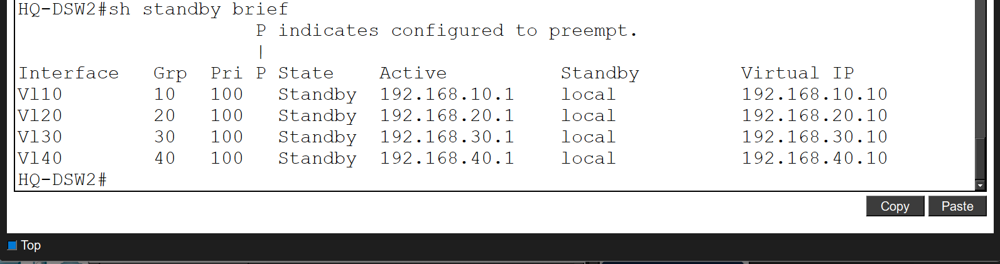 HQ-DSW2#sh standby brief
P indicates configured to preempt.
|
Interface Grp Pri P State Active Standby Virtual IP
Vl10 10 100 Standby 192.168.10.1 local 192.168.10.10
Vl20 20 100 Standby 192.168.20.1 local 192.168.20.10
Vl30 30 100 Standby 192.168.30.1 local 192.168.30.10
Vl40 40 100 Standby 192.168.40.1 local 192.168.40.10
HQ-DSW2#
Copy Paste
Top